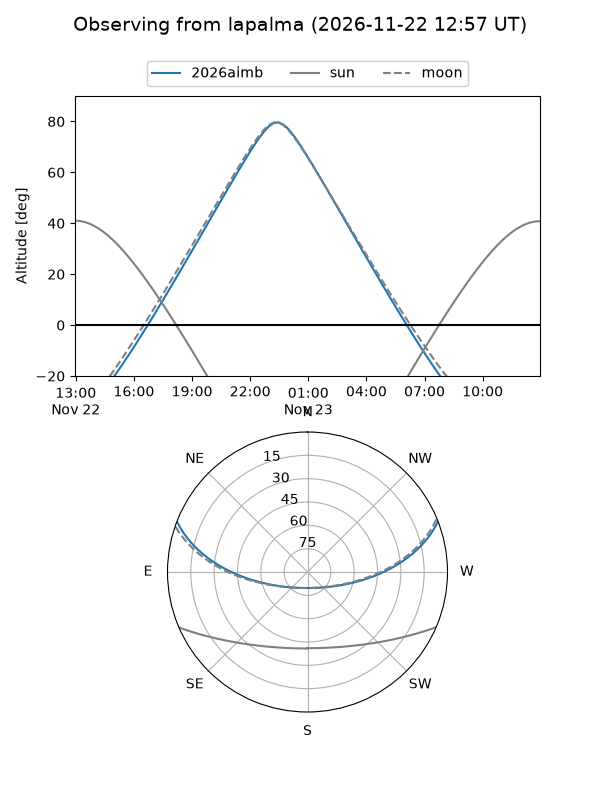 Observing from lapalma (2026-11-22 12:57 UT)
2026aimb sun moon
Altitude [deg]
80
60
40
20
0
−20
13:00 16:00 19:00 22:00 01:00 04:00 07:00 10:00
Nov 22 Nov 23
N
NE NW
15
30
45
60
75
E W
SE SW
S